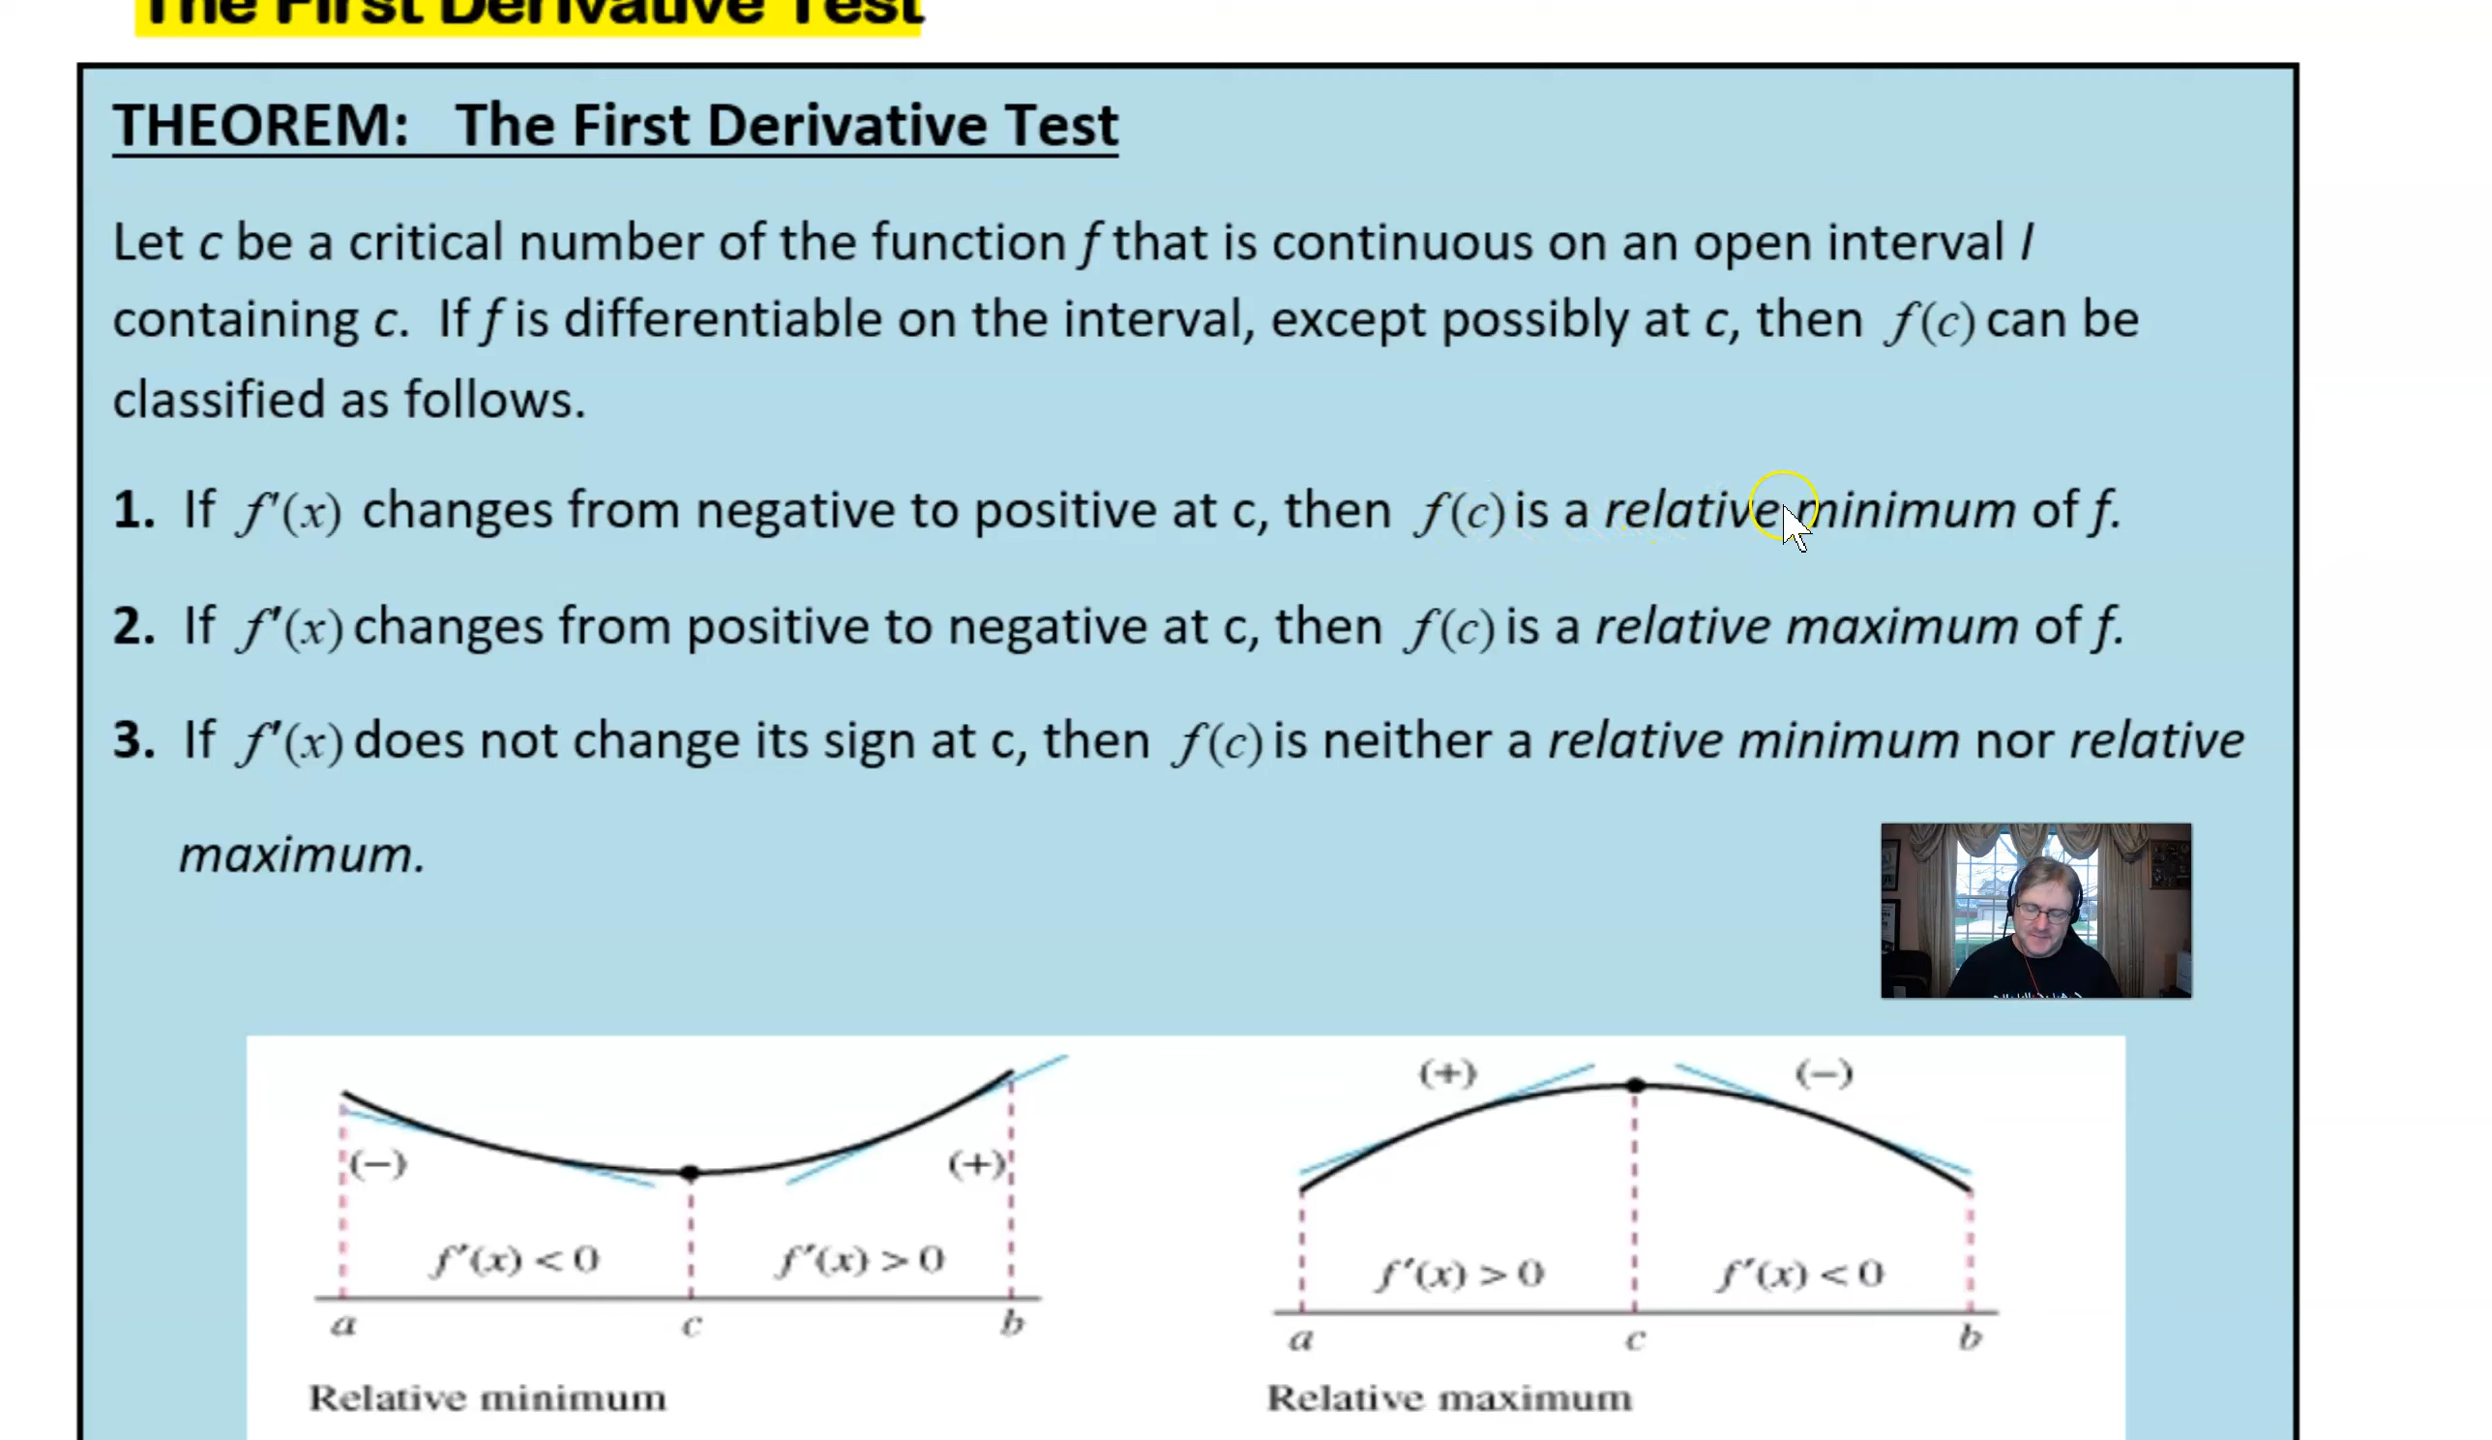 The First Derivative Test
THEOREM: The First Derivative Test
Let c be a critical number of the function f that is continuous on an open interval I
containing c. If f is differentiable on the interval, except possibly at c, then f(c) can be
classified as follows.
1. If f′(x) changes from negative to positive at c, then f(c) is a relative minimum of f.
2. If f′(x) changes from positive to negative at c, then f(c) is a relative maximum of f.
3. If f′(x) does not change its sign at c, then f(c) is neither a relative minimum nor relative
maximum.
(−) (+)
f′(x) < 0 f′(x) > 0
a c b
Relative minimum
(+) (−)
f′(x) > 0 f′(x) < 0
a c b
Relative maximum